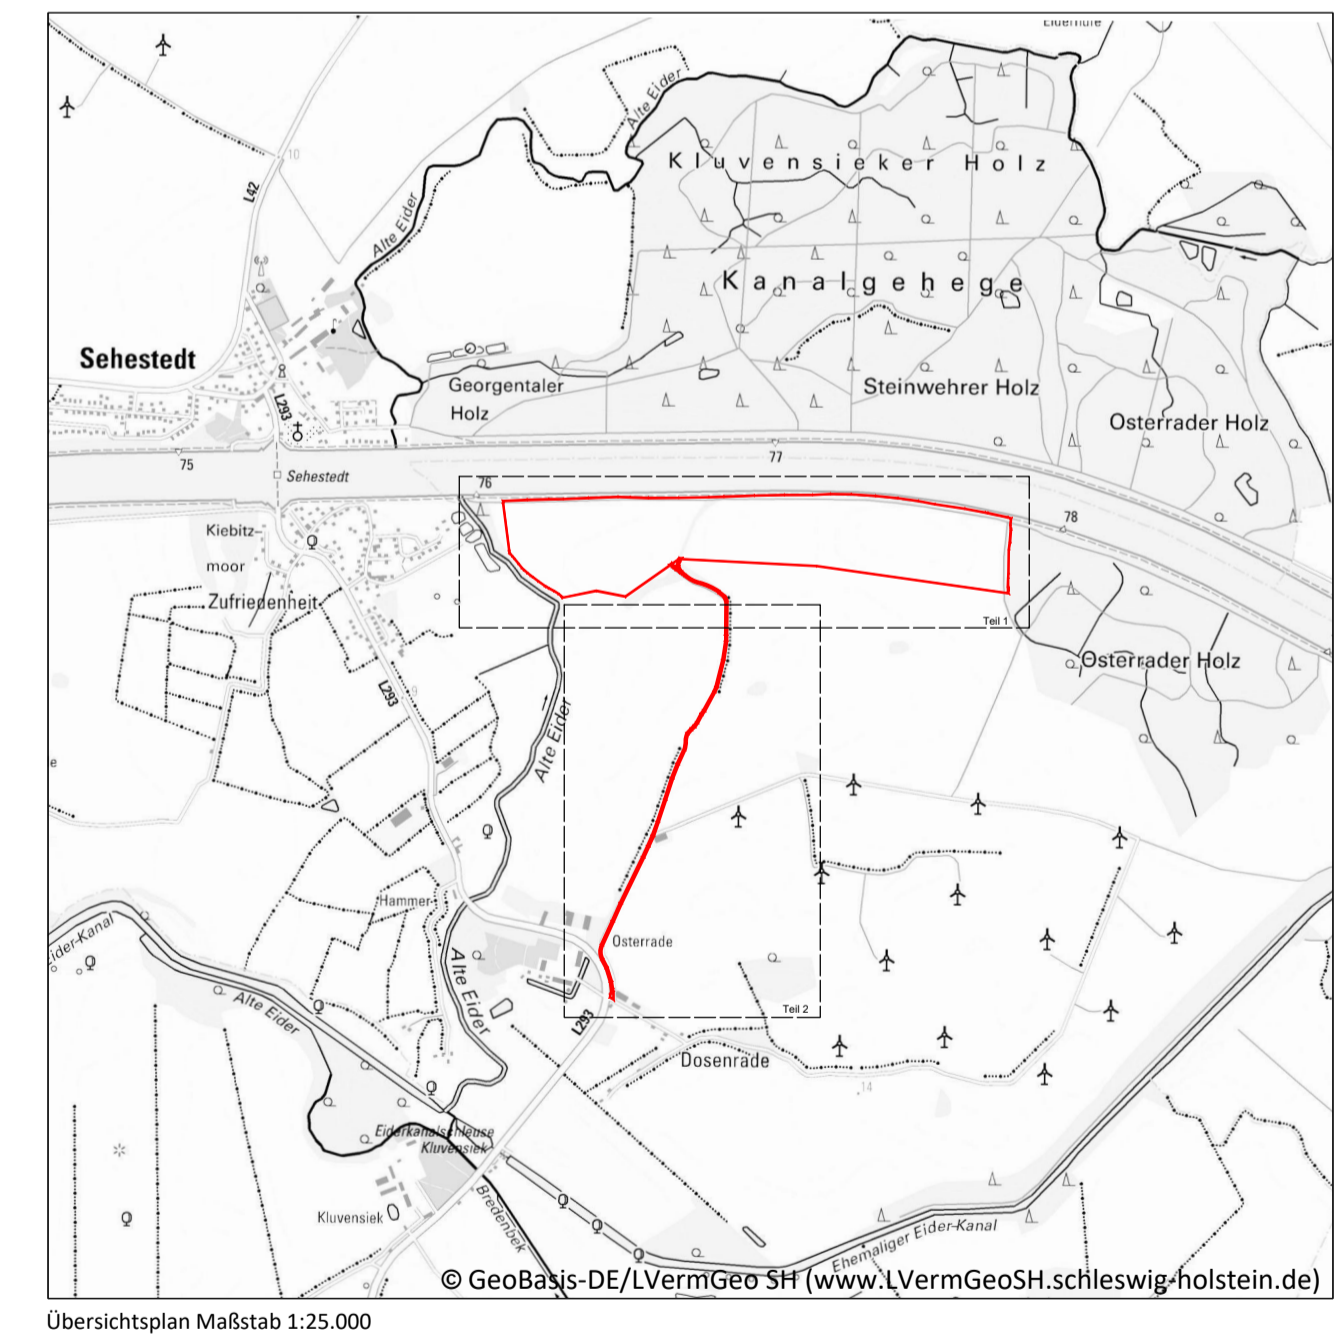 Eiderhufe
Alte Eider
10
L42
Kluvensieker Holz
Alte Eider
Kanalgehege
Sehestedt
Georgentaler
Holz
Steinwehrer Holz
L293
Osterrader Holz
75
77
Sehestedt
76
78
Kiebitz-
moor
Zufriedenheit
Teil 1
Osterrader Holz
L293
9
Alte Eider
e
Hammer
Osterrade
ider-Kanal
Alte Eider
Alte Eider
Teil 2
L293
Dosenrade
14
Eiderkanalschleuse
Kluvensiek
Kluvensiek
Bredenbek
Ehemaliger Eider-Kanal
© GeoBasis-DE/LVermGeo SH (www.LVermGeoSH.schleswig-holstein.de)
Übersichtsplan Maßstab 1:25.000